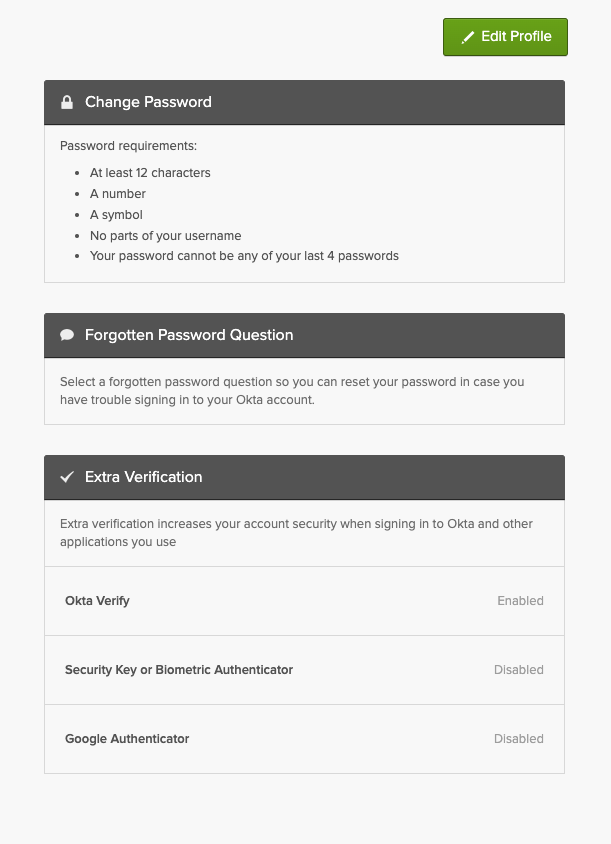 Edit Profile
Change Password
Password requirements:
At least 12 characters
A number
A symbol
No parts of your username
Your password cannot be any of your last 4 passwords
Forgotten Password Question
Select a forgotten password question so you can reset your password in case you
have trouble signing in to your Okta account.
Extra Verification
Extra verification increases your account security when signing in to Okta and other
applications you use
Okta Verify Enabled
Security Key or Biometric Authenticator Disabled
Google Authenticator Disabled